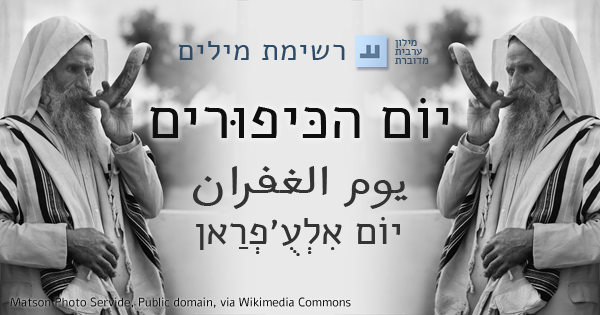 רשימת מילים
מילון
ערבית
מדוברת
יוֹם הכּיפּוּרים
يوم الغفران
יוֹם אִלְעֻ'פְרַאן
Matson Photo Servide, Public domain, via Wikimedia Commons